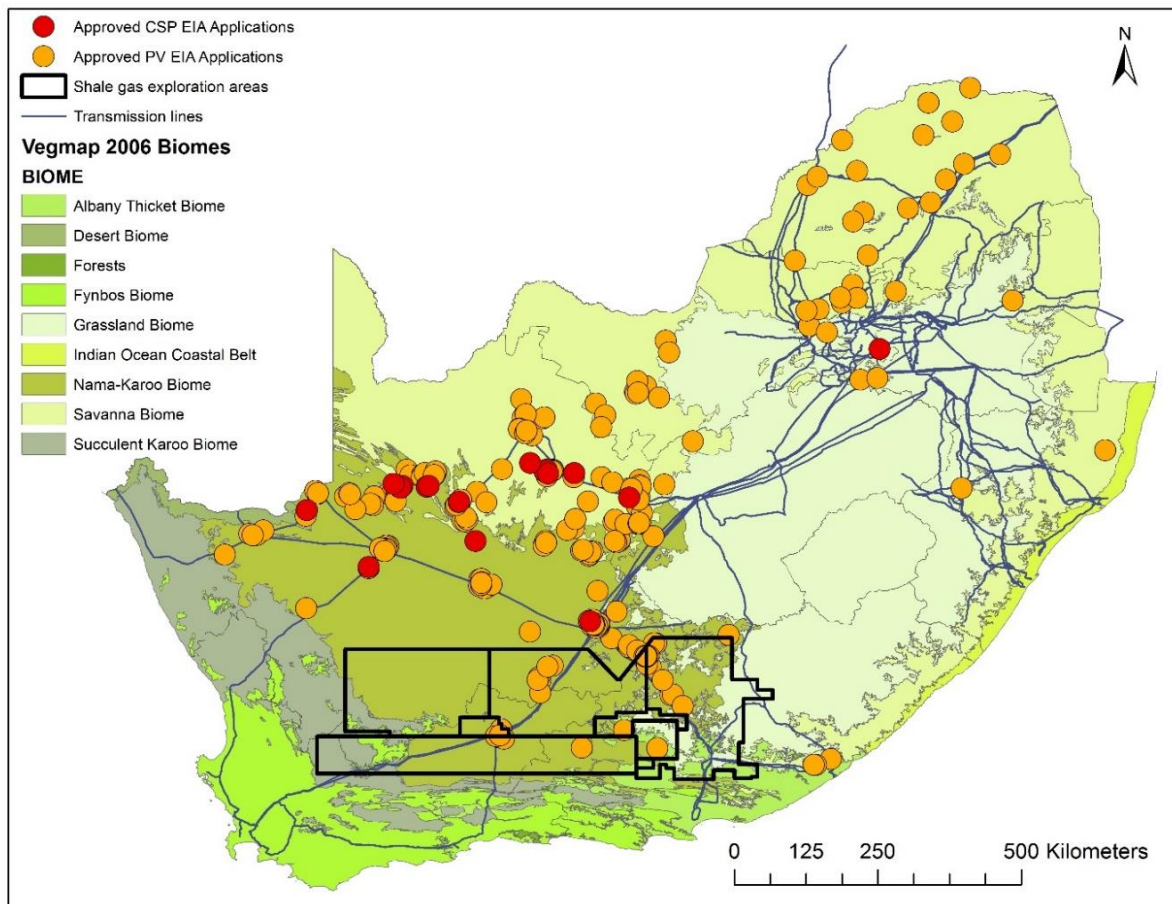 Approved CSP EIA Applications
Approved PV EIA Applications
Shale gas exploration areas
Transmission lines
Vegmap 2006 Biomes
BIOME
Albany Thicket Biome
Desert Biome
Forests
Fynbos Biome
Grassland Biome
Indian Ocean Coastal Belt
Nama-Karoo Biome
Savanna Biome
Succulent Karoo Biome
N
0 125 250 500 Kilometers